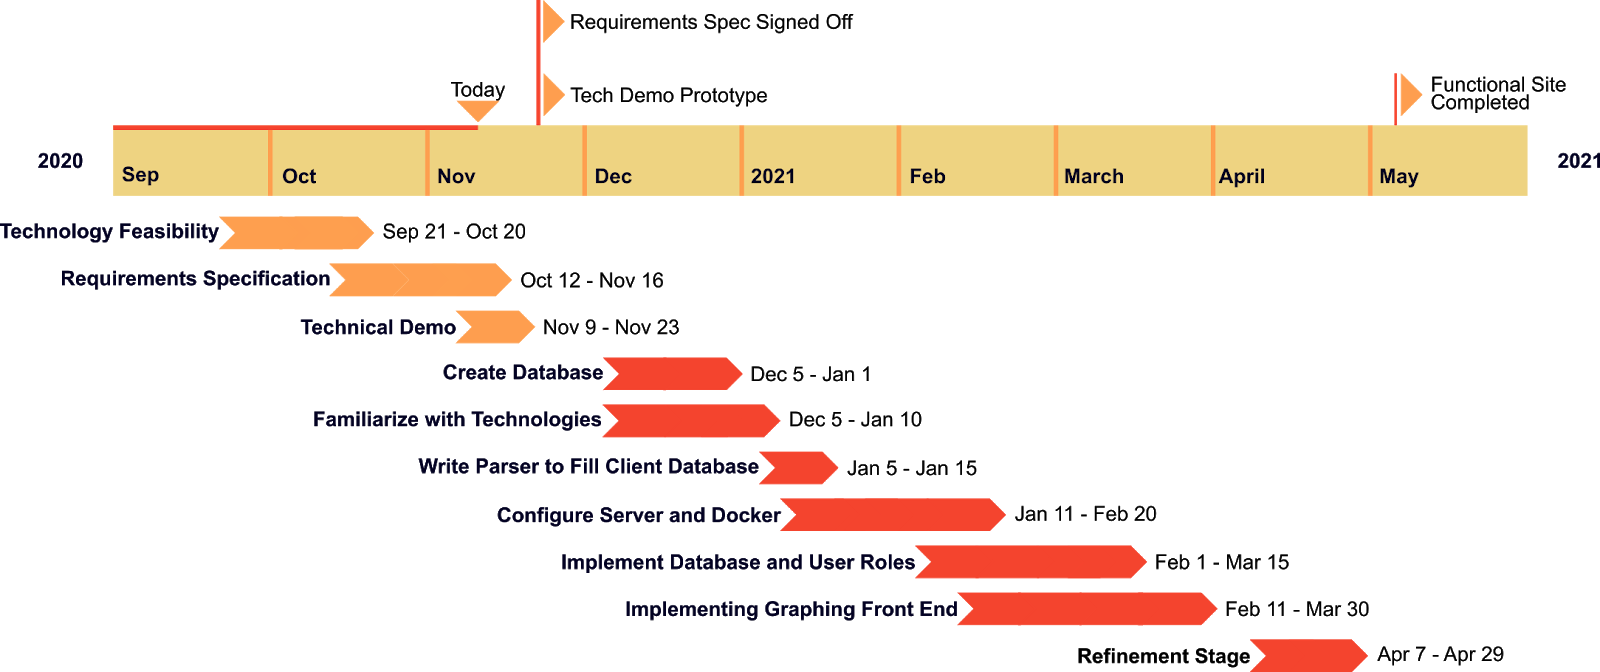 Requirements Spec Signed Off
Today
Tech Demo Prototype
Functional Site
Completed
2020
Sep
Oct
Nov
Dec
2021
Feb
March
April
May
2021
Technology Feasibility
Sep 21 - Oct 20
Requirements Specification
Oct 12 - Nov 16
Technical Demo
Nov 9 - Nov 23
Create Database
Dec 5 - Jan 1
Familiarize with Technologies
Dec 5 - Jan 10
Write Parser to Fill Client Database
Jan 5 - Jan 15
Configure Server and Docker
Jan 11 - Feb 20
Implement Database and User Roles
Feb 1 - Mar 15
Implementing Graphing Front End
Feb 11 - Mar 30
Refinement Stage
Apr 7 - Apr 29